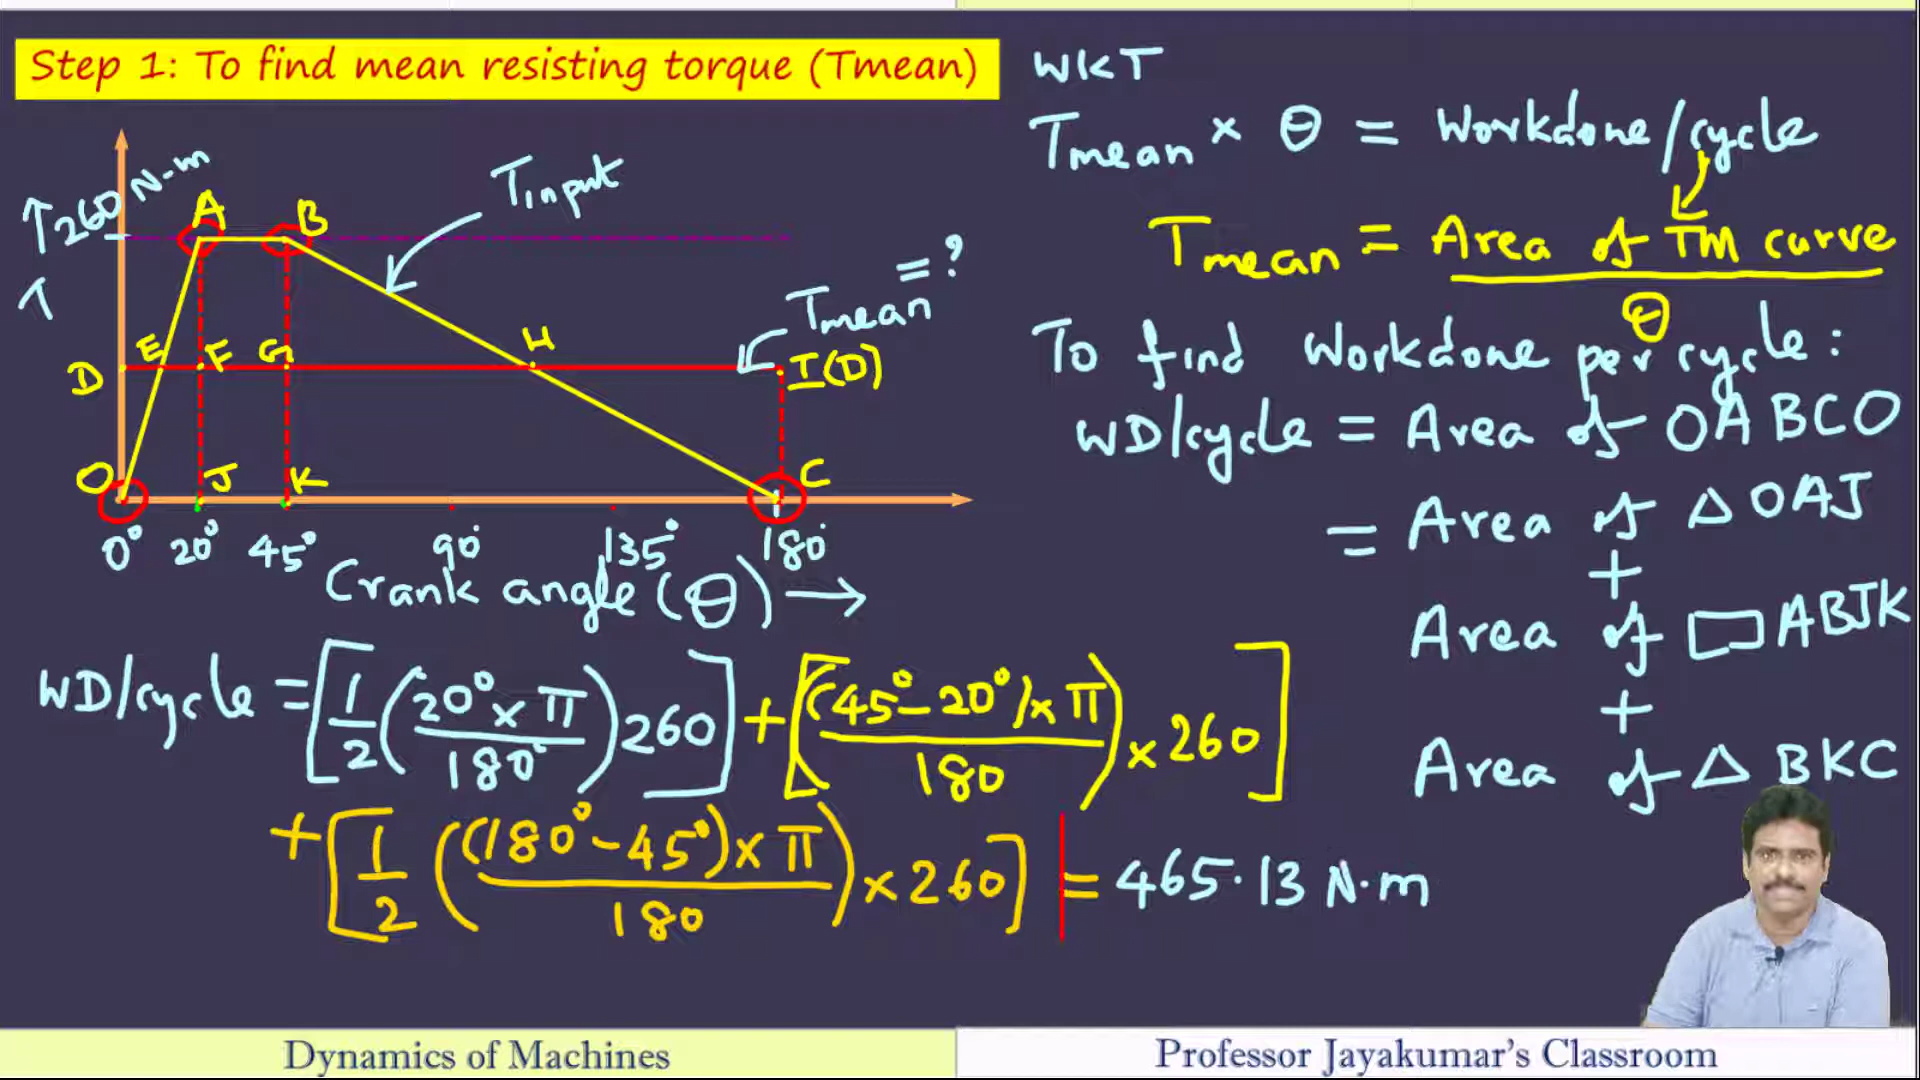 Step 1: To find mean resisting torque (Tmean)
↑260 N-m
↑
A
B
Tinput
Tmean = ?
D
E
F
G
H
I(D)
O
J
K
C
0° 20° 45° 90° 135° 180°
Crank angle (θ) →
WKT
Tmean × θ = Workdone/cycle
Tmean = Area of TM curve
θ
To find Workdone per cycle:
WD/cycle = Area of OABCO
= Area of △ OAJ
+
Area of ▭ ABJK
+
Area of △ BKC
WD/cycle = [1/2 (20° × π / 180°) 260] + [((45° - 20°) × π / 180) × 260]
+ [1/2 ((180° - 45°) × π / 180) × 260] = 465.13 N.m
Dynamics of Machines
Professor Jayakumar's Classroom